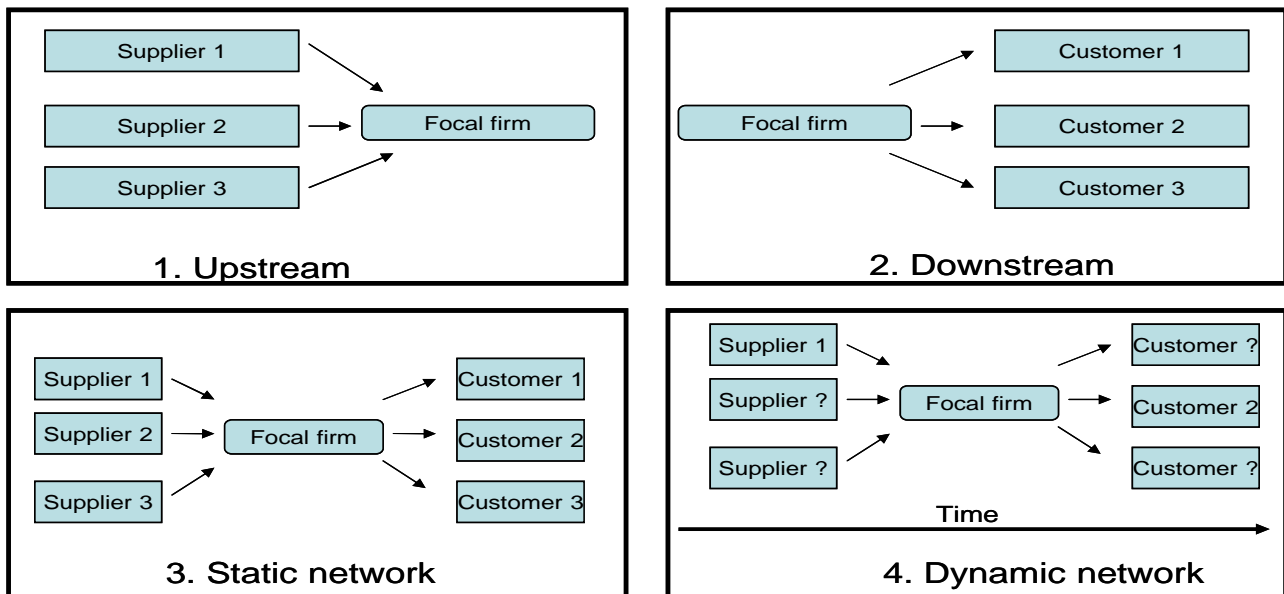 Supplier 1
Supplier 2
Focal firm
Supplier 3
1. Upstream
Customer 1
Focal firm
Customer 2
Customer 3
2. Downstream
Supplier 1
Supplier 2
Supplier 3
Focal firm
Customer 1
Customer 2
Customer 3
3. Static network
Supplier 1
Supplier ?
Supplier ?
Focal firm
Customer ?
Customer 2
Customer ?
Time
4. Dynamic network